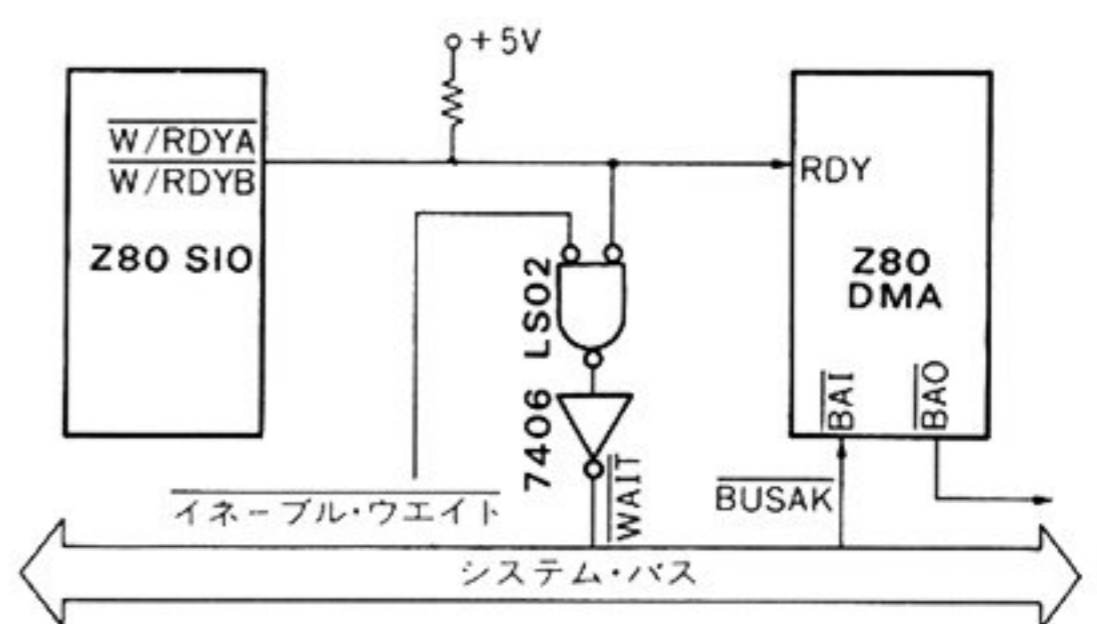 +5V
W/RDYA
W/RDYB
Z80 SIO
RDY
Z80
DMA
LS02
7406
BAI
BAO
WAIT
BUSAK
イネーブル・ウエイト
システム・バス